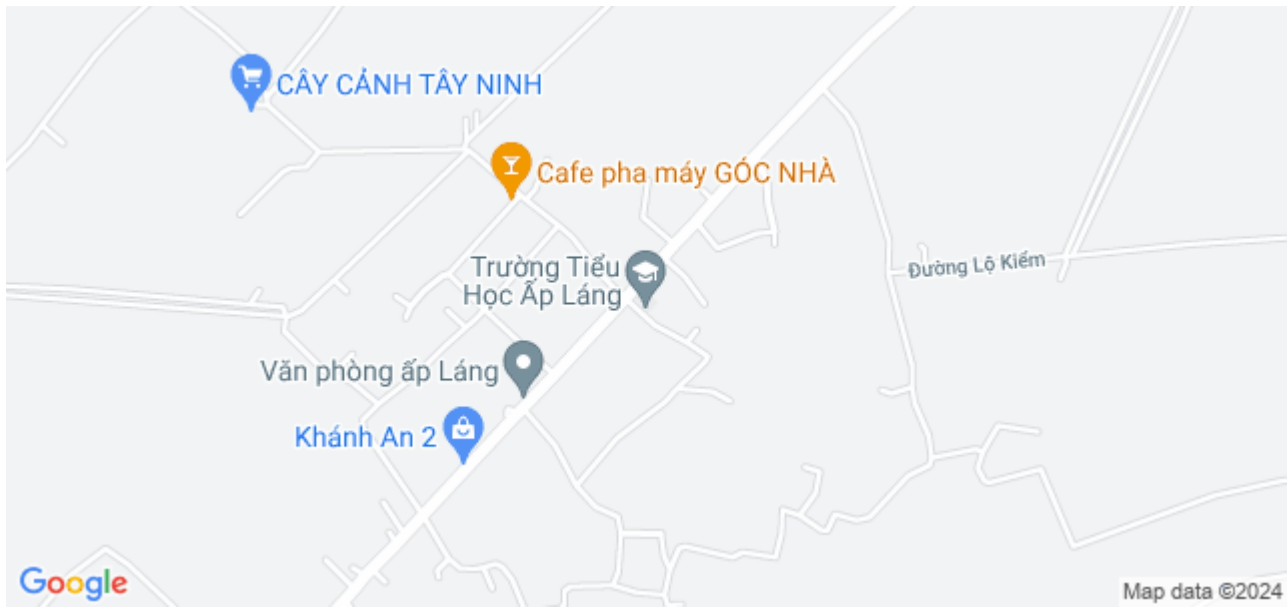 CÂY CẢNH TÂY NINH
Cafe pha máy GÓC NHÀ
Trường Tiểu
Học Ấp Láng
Đường Lộ Kiểm
Văn phòng ấp Láng
Khánh An 2
Google
Map data ©2024